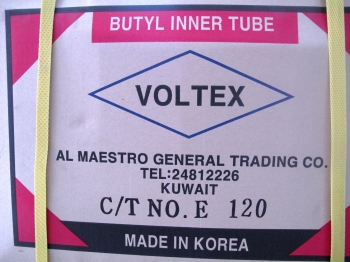 BUTYL INNER TUBE
VOLTEX
AL MAESTRO GENERAL TRADING CO.
TEL:24812226
KUWAIT
C/T NO. E 120
MADE IN KOREA